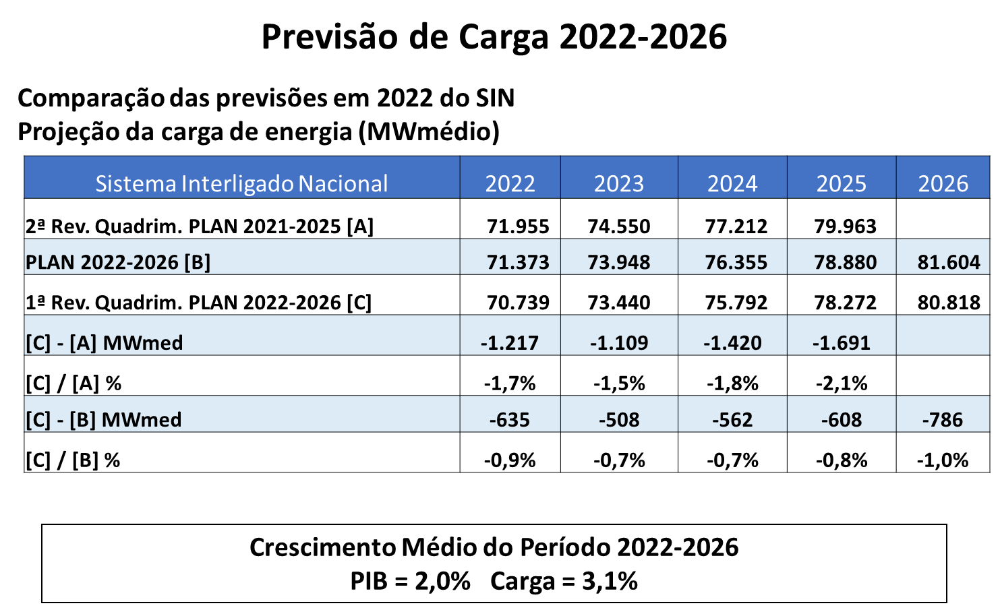 Previsão de Carga 2022-2026
Comparação das previsões em 2022 do SIN
Projeção da carga de energia (MWmédio)
Sistema Interligado Nacional 2022 2023 2024 2025 2026
2ª Rev. Quadrim. PLAN 2021-2025 [A] 71.955 74.550 77.212 79.963
PLAN 2022-2026 [B] 71.373 73.948 76.355 78.880 81.604
1ª Rev. Quadrim. PLAN 2022-2026 [C] 70.739 73.440 75.792 78.272 80.818
[C] - [A] MWmed -1.217 -1.109 -1.420 -1.691
[C] / [A] % -1,7% -1,5% -1,8% -2,1%
[C] - [B] MWmed -635 -508 -562 -608 -786
[C] / [B] % -0,9% -0,7% -0,7% -0,8% -1,0%
Crescimento Médio do Período 2022-2026
PIB = 2,0% Carga = 3,1%